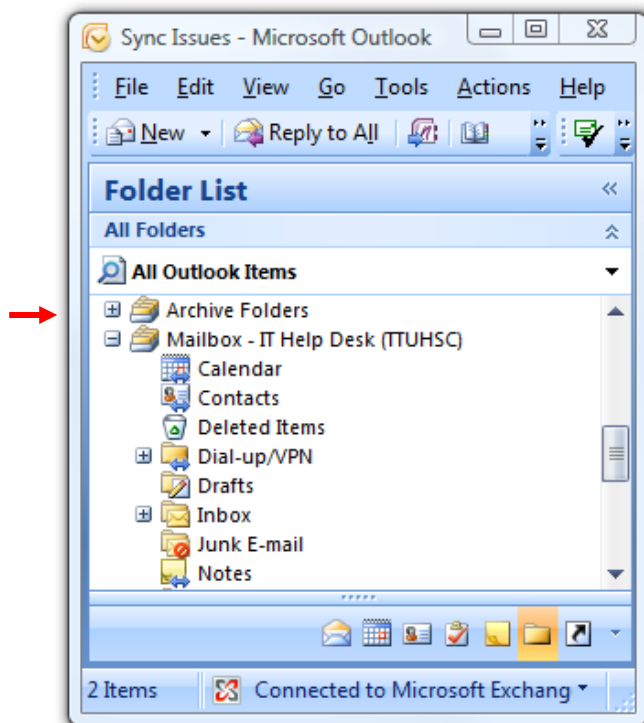 Sync Issues - Microsoft Outlook
File Edit View Go Tools Actions Help
New Reply to All
Folder List
All Folders
All Outlook Items
Archive Folders
Mailbox - IT Help Desk (TTUHSC)
Calendar
Contacts
Deleted Items
Dial-up/VPN
Drafts
Inbox
Junk E-mail
Notes
2 Items Connected to Microsoft Exchang